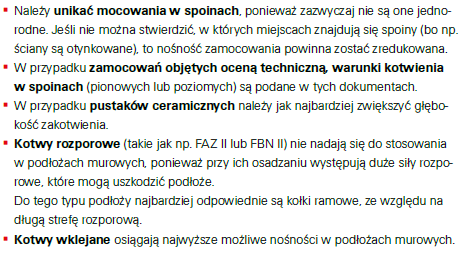 ▪ Należy unikać mocowania w spoinach, ponieważ zazwyczaj nie są one jedno-
rodne. Jeśli nie można stwierdzić, w których miejscach znajdują się spoiny (bo np.
ściany są otynkowane), to nośność zamocowania powinna zostać zredukowana.
▪ W przypadku zamocowań objętych oceną techniczną, warunki kotwienia
w spoinach (pionowych lub poziomych) są podane w tych dokumentach.
▪ W przypadku pustaków ceramicznych należy jak najbardziej zwiększyć głębo-
kość zakotwienia.
▪ Kotwy rozporowe (takie jak np. FAZ II lub FBN II) nie nadają się do stosowania
w podłożach murowych, ponieważ przy ich osadzaniu występują duże siły rozpo-
rowe, które mogą uszkodzić podłoże.
Do tego typu podłoży najbardziej odpowiednie są kołki ramowe, ze względu na
długą strefę rozporową.
▪ Kotwy wklejane osiągają najwyższe możliwe nośności w podłożach murowych.